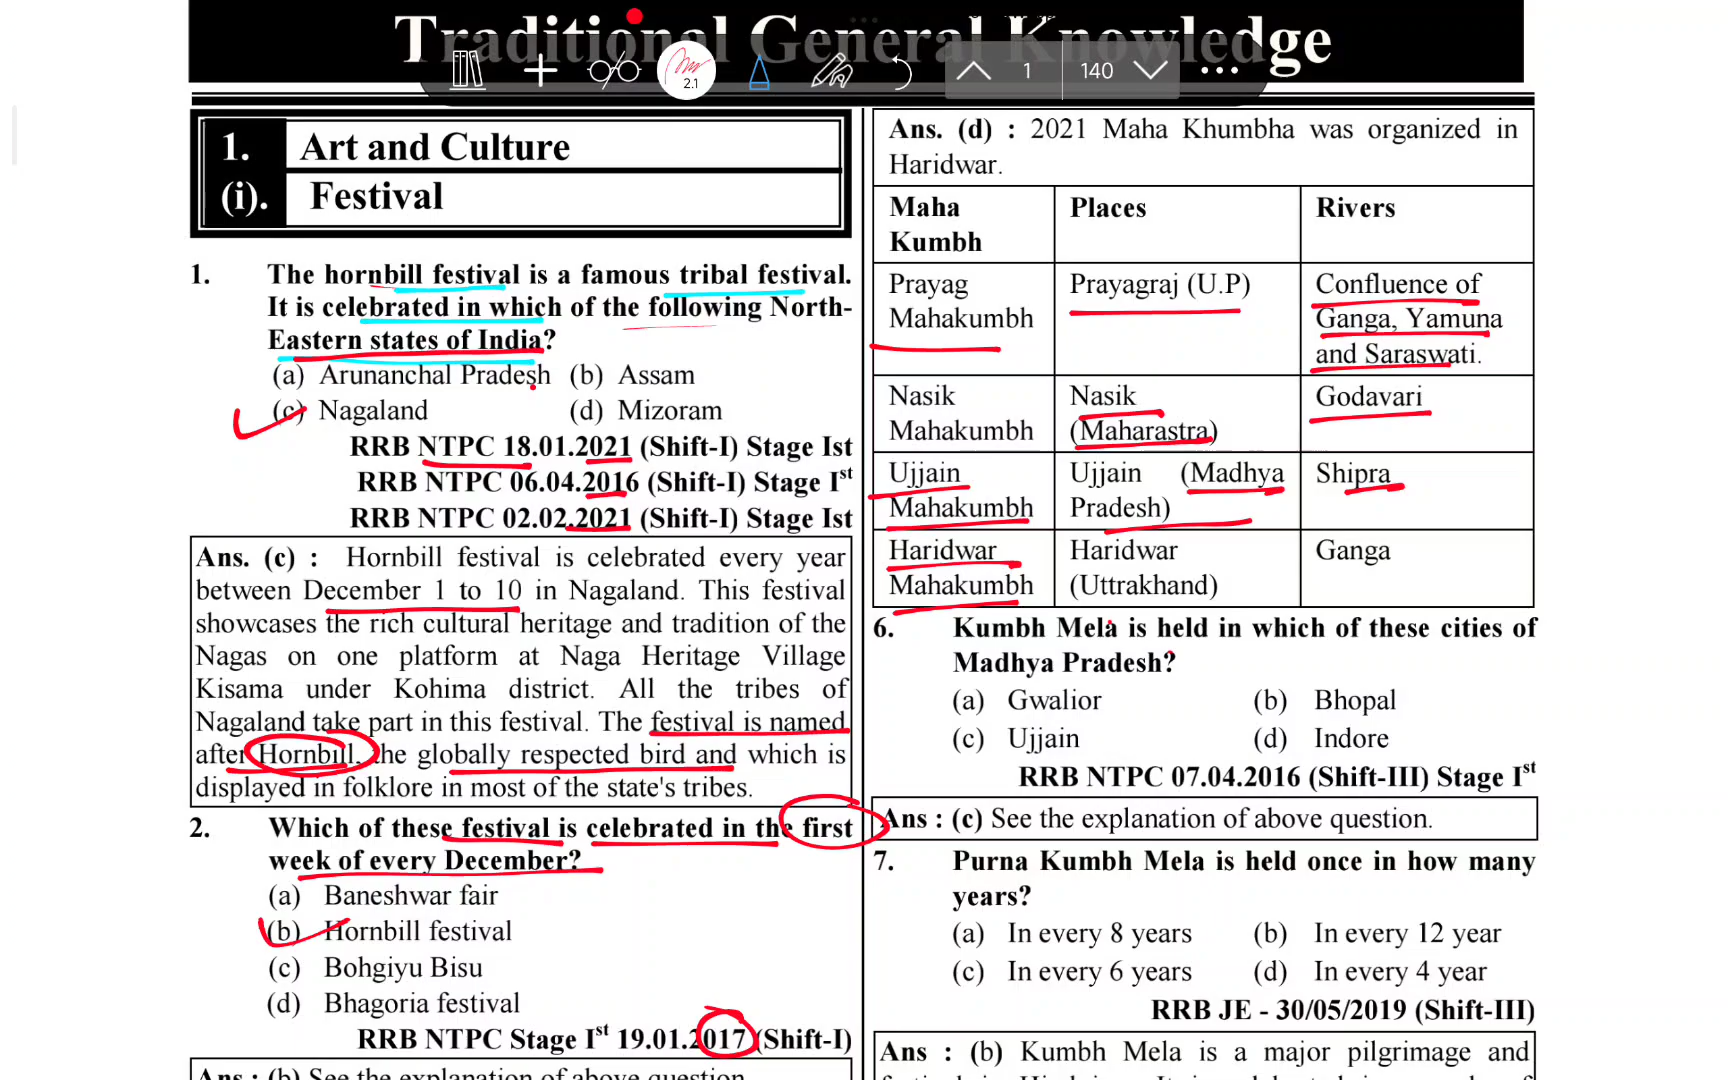 Traditional General Knowledge
2.1
1
140
1. Art and Culture
(i). Festival
1. The hornbill festival is a famous tribal festival.
It is celebrated in which of the following North-
Eastern states of India?
(a) Arunanchal Pradesh (b) Assam
(c) Nagaland (d) Mizoram
RRB NTPC 18.01.2021 (Shift-I) Stage Ist
RRB NTPC 06.04.2016 (Shift-I) Stage Ist
RRB NTPC 02.02.2021 (Shift-I) Stage Ist
Ans. (c) : Hornbill festival is celebrated every year
between December 1 to 10 in Nagaland. This festival
showcases the rich cultural heritage and tradition of the
Nagas on one platform at Naga Heritage Village
Kisama under Kohima district. All the tribes of
Nagaland take part in this festival. The festival is named
after Hornbill, the globally respected bird and which is
displayed in folklore in most of the state's tribes.
2. Which of these festival is celebrated in the first
week of every December?
(a) Baneshwar fair
(b) Hornbill festival
(c) Bohgiyu Bisu
(d) Bhagoria festival
RRB NTPC Stage Ist 19.01.2017 (Shift-I)
Ans : (b) See the explanation of above question.
Ans. (d) : 2021 Maha Khumbha was organized in
Haridwar.
Maha Kumbh Places Rivers
Prayag Mahakumbh Prayagraj (U.P) Confluence of Ganga, Yamuna and Saraswati.
Nasik Mahakumbh Nasik (Maharastra) Godavari
Ujjain Mahakumbh Ujjain (Madhya Pradesh) Shipra
Haridwar Mahakumbh Haridwar (Uttrakhand) Ganga
6. Kumbh Mela is held in which of these cities of
Madhya Pradesh?
(a) Gwalior (b) Bhopal
(c) Ujjain (d) Indore
RRB NTPC 07.04.2016 (Shift-III) Stage Ist
Ans : (c) See the explanation of above question.
7. Purna Kumbh Mela is held once in how many
years?
(a) In every 8 years (b) In every 12 year
(c) In every 6 years (d) In every 4 year
RRB JE - 30/05/2019 (Shift-III)
Ans : (b) Kumbh Mela is a major pilgrimage and